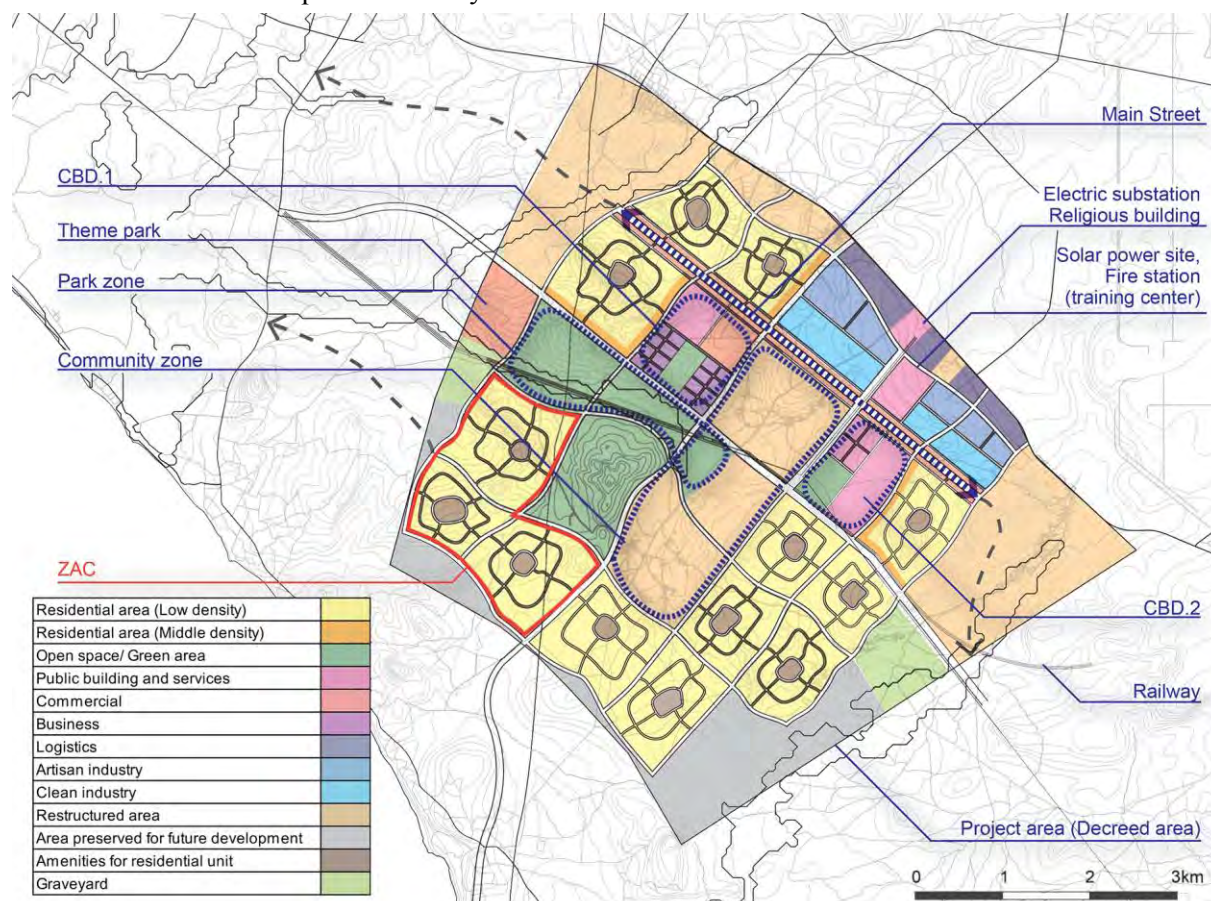 Main Street
CBD.1
Electric substation
Religious building
Theme park
Solar power site,
Fire station
(training center)
Park zone
Community zone
ZAC
CBD.2
Railway
Project area (Decreed area)
Residential area (Low density)
Residential area (Middle density)
Open space/ Green area
Public building and services
Commercial
Business
Logistics
Artisan industry
Clean industry
Restructured area
Area preserved for future development
Amenities for residential unit
Graveyard
0 1 2 3km